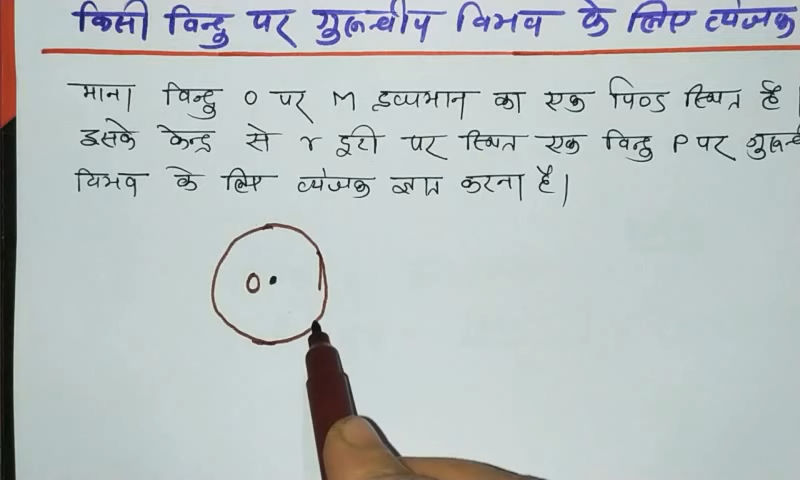 किसी विन्दु पर गुरुत्वीय विभव के लिए व्यंजक
माना विन्दु O पर M द्रव्यमान का एक पिण्ड स्थित है।
इसके केन्द्र से r दूरी पर स्थित एक विन्दु P पर गुरुत्वी
विभव के लिए व्यंजक ज्ञात करना है।
O